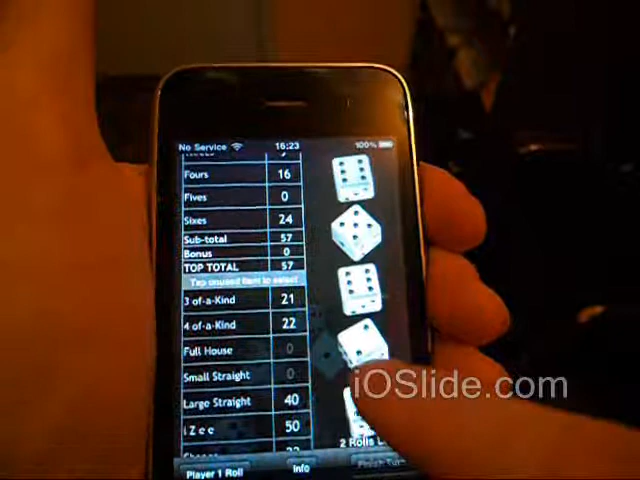 No Service 16:23 100%
Fours 16
Fives 0
Sixes 24
Sub-total 57
Bonus 0
TOP TOTAL 57
Tap unused item to select
3 of-a-Kind 21
4 of-a-Kind 22
Full House 0
Small Straight 0
iOSlide.com
Large Straight 40
i Z e e 50
2 Rolls
Player 1 Roll Info Finish Turn